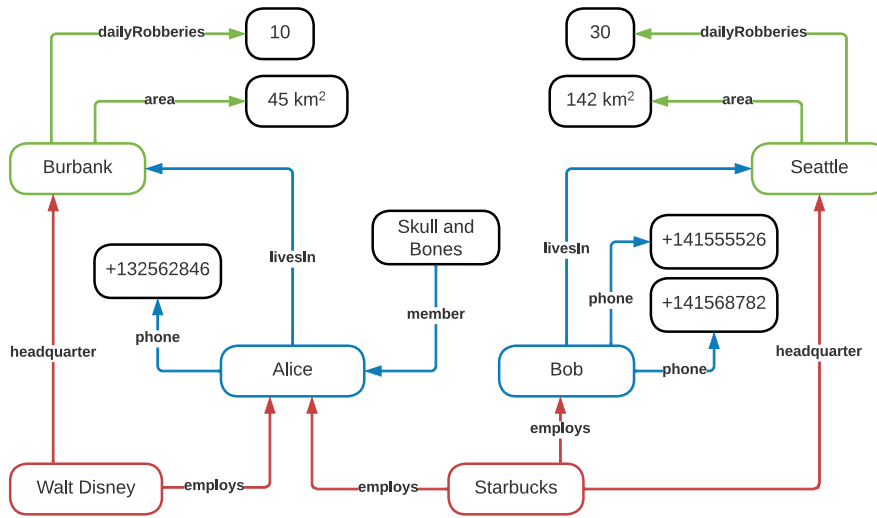 dailyRobberies
10
30
dailyRobberies
area
45 km²
142 km²
area
Burbank
Seattle
Skull and
Bones
livesIn
livesIn
+141555526
+132562846
phone
+141568782
member
phone
headquarter
headquarter
Alice
Bob
phone
employs
Walt Disney
employs
employs
Starbucks